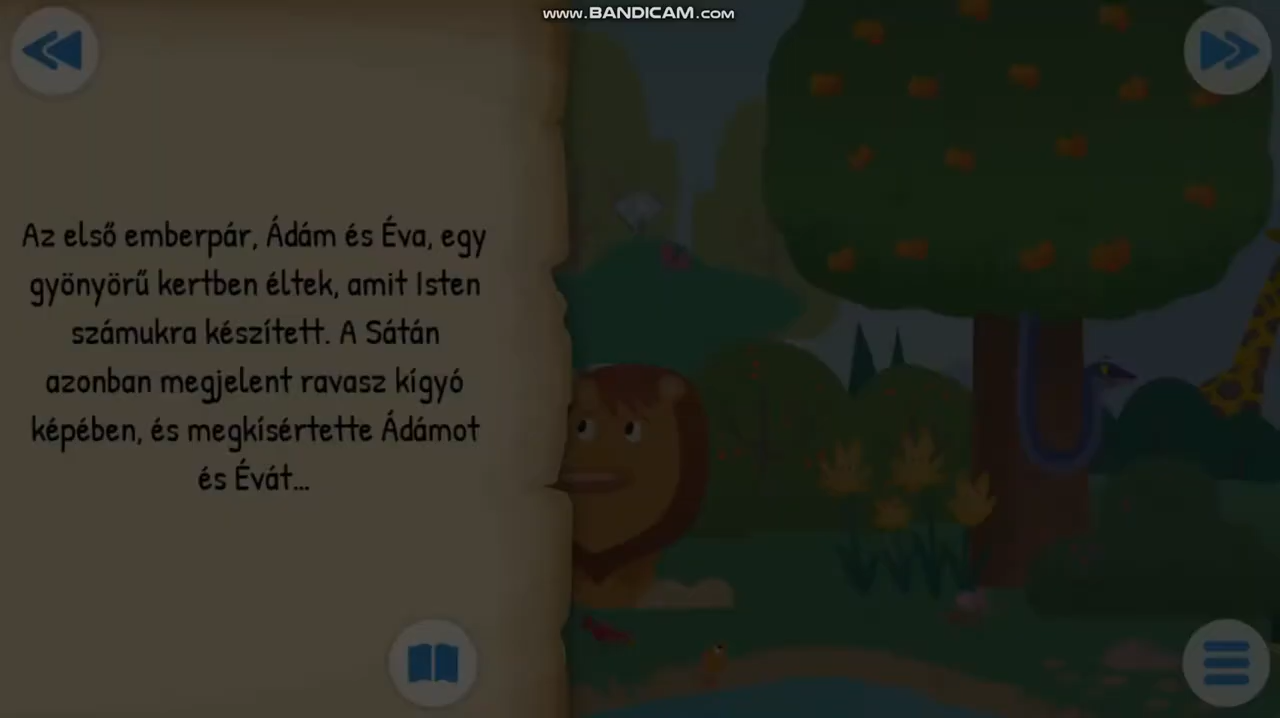 www.BANDICAM.com
Az első emberpár, Ádám és Éva, egy
gyönyörű kertben éltek, amit Isten
számukra készített. A Sátán
azonban megjelent ravasz kígyó
képében, és megkísértette Ádámot
és Évát...